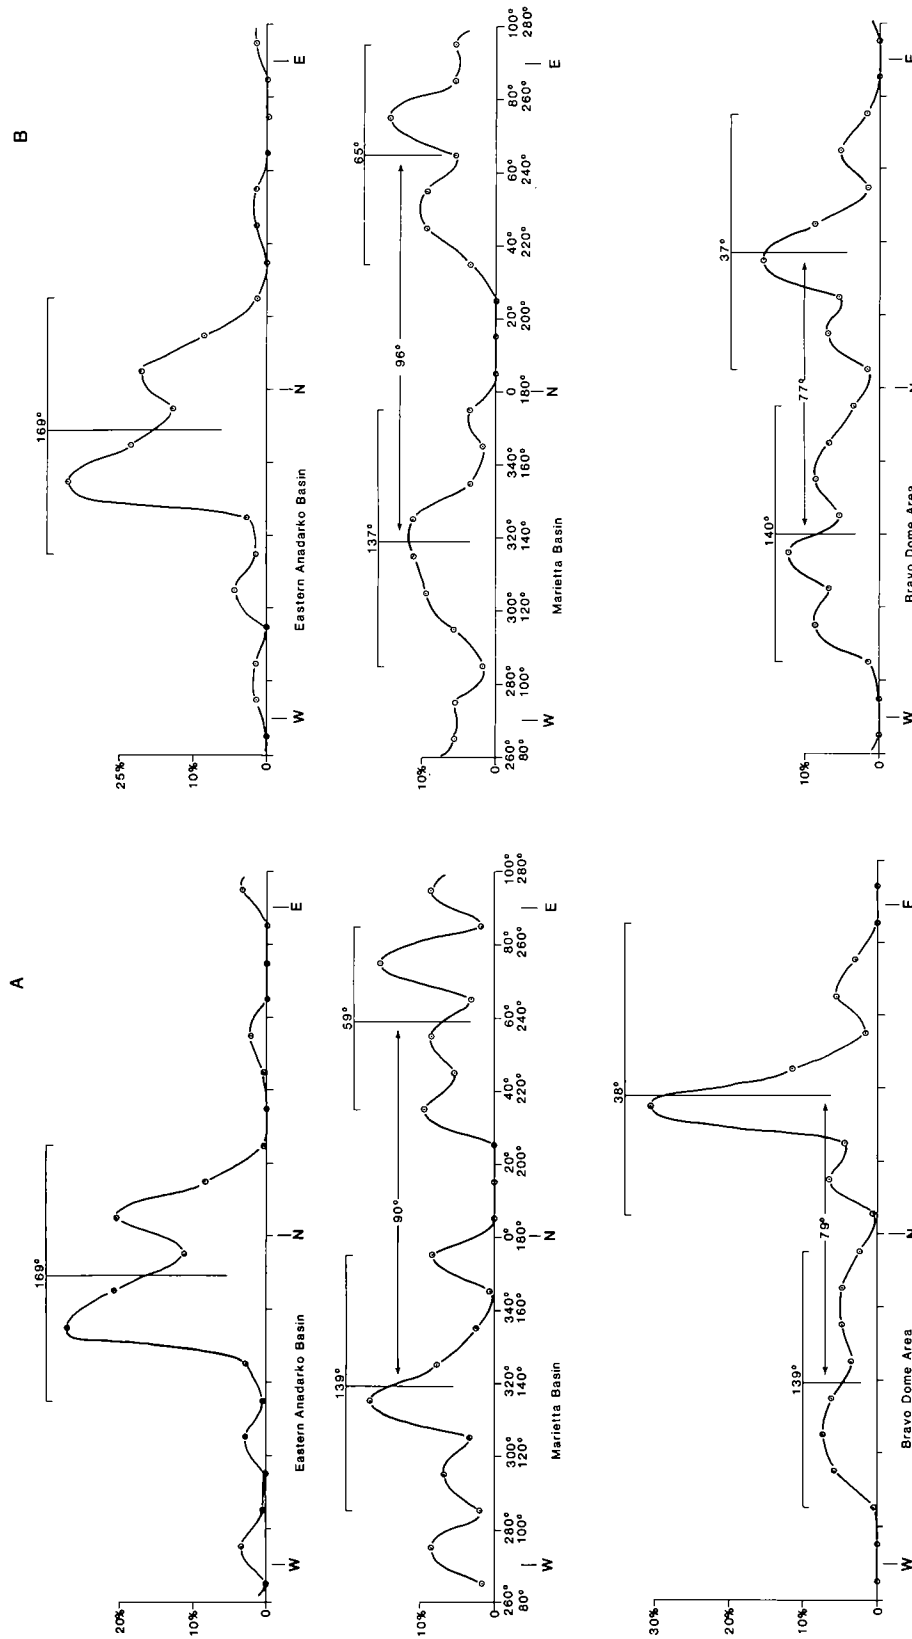 A
20%
10%
0
169°
W
N
E
Eastern Anadarko Basin
10%
0
139°
90°
59°
260° 280° 300° 320° 340° 0° 20° 40° 60° 80° 100°
80° 100° 120° 140° 160° 180° 200° 220° 240° 260° 280°
W
N
E
Marietta Basin
30%
20%
10%
0
139°
79°
38°
W
N
E
Bravo Dome Area
B
25%
10%
0
169°
W
N
E
Eastern Anadarko Basin
10%
0
137°
96°
65°
260° 280° 300° 320° 340° 0 20° 40° 60° 80° 100°
80° 100° 120° 140° 160° 180° 200° 220° 240° 260° 280°
W
N
E
Marietta Basin
10%
0
140°
77°
37°
W
N
E
Bravo Dome Area